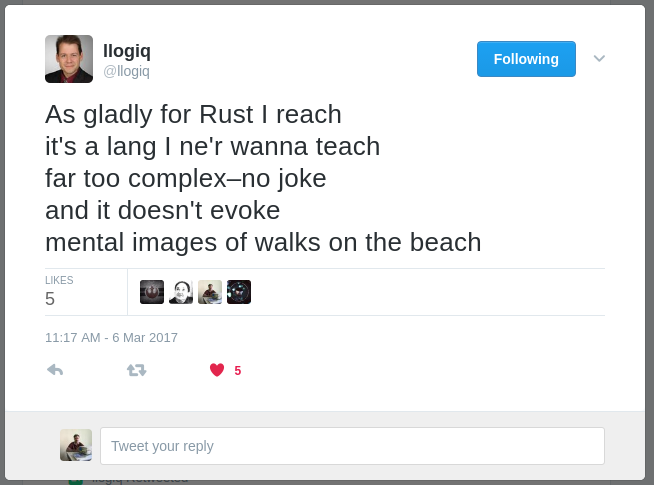 llogiq
@llogiq
Following
As gladly for Rust I reach
it's a lang I ne'r wanna teach
far too complex–no joke
and it doesn't evoke
mental images of walks on the beach
LIKES
5
11:17 AM - 6 Mar 2017
5
Tweet your reply
llogiq Retweeted